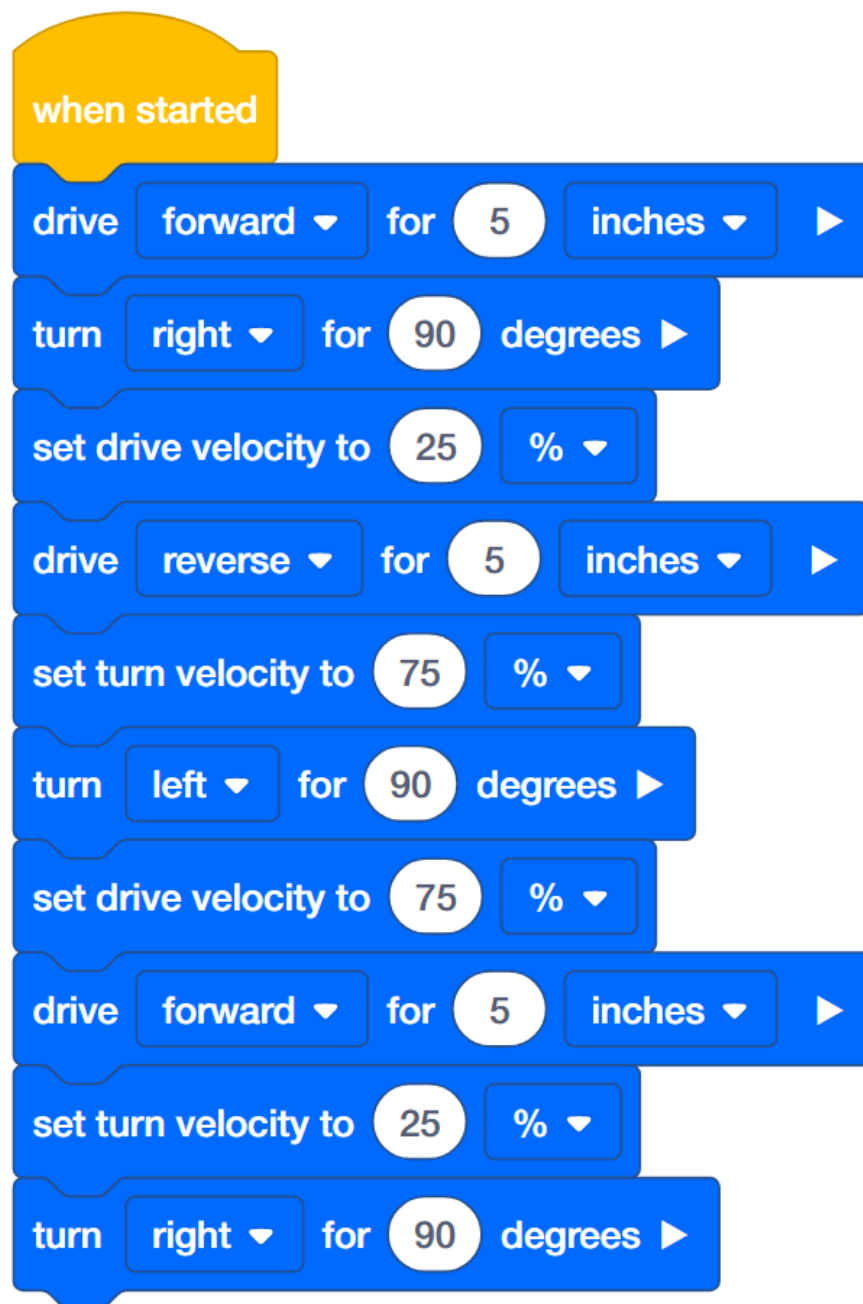 when started
drive forward for 5 inches
turn right for 90 degrees
set drive velocity to 25 %
drive reverse for 5 inches
set turn velocity to 75 %
turn left for 90 degrees
set drive velocity to 75 %
drive forward for 5 inches
set turn velocity to 25 %
turn right for 90 degrees